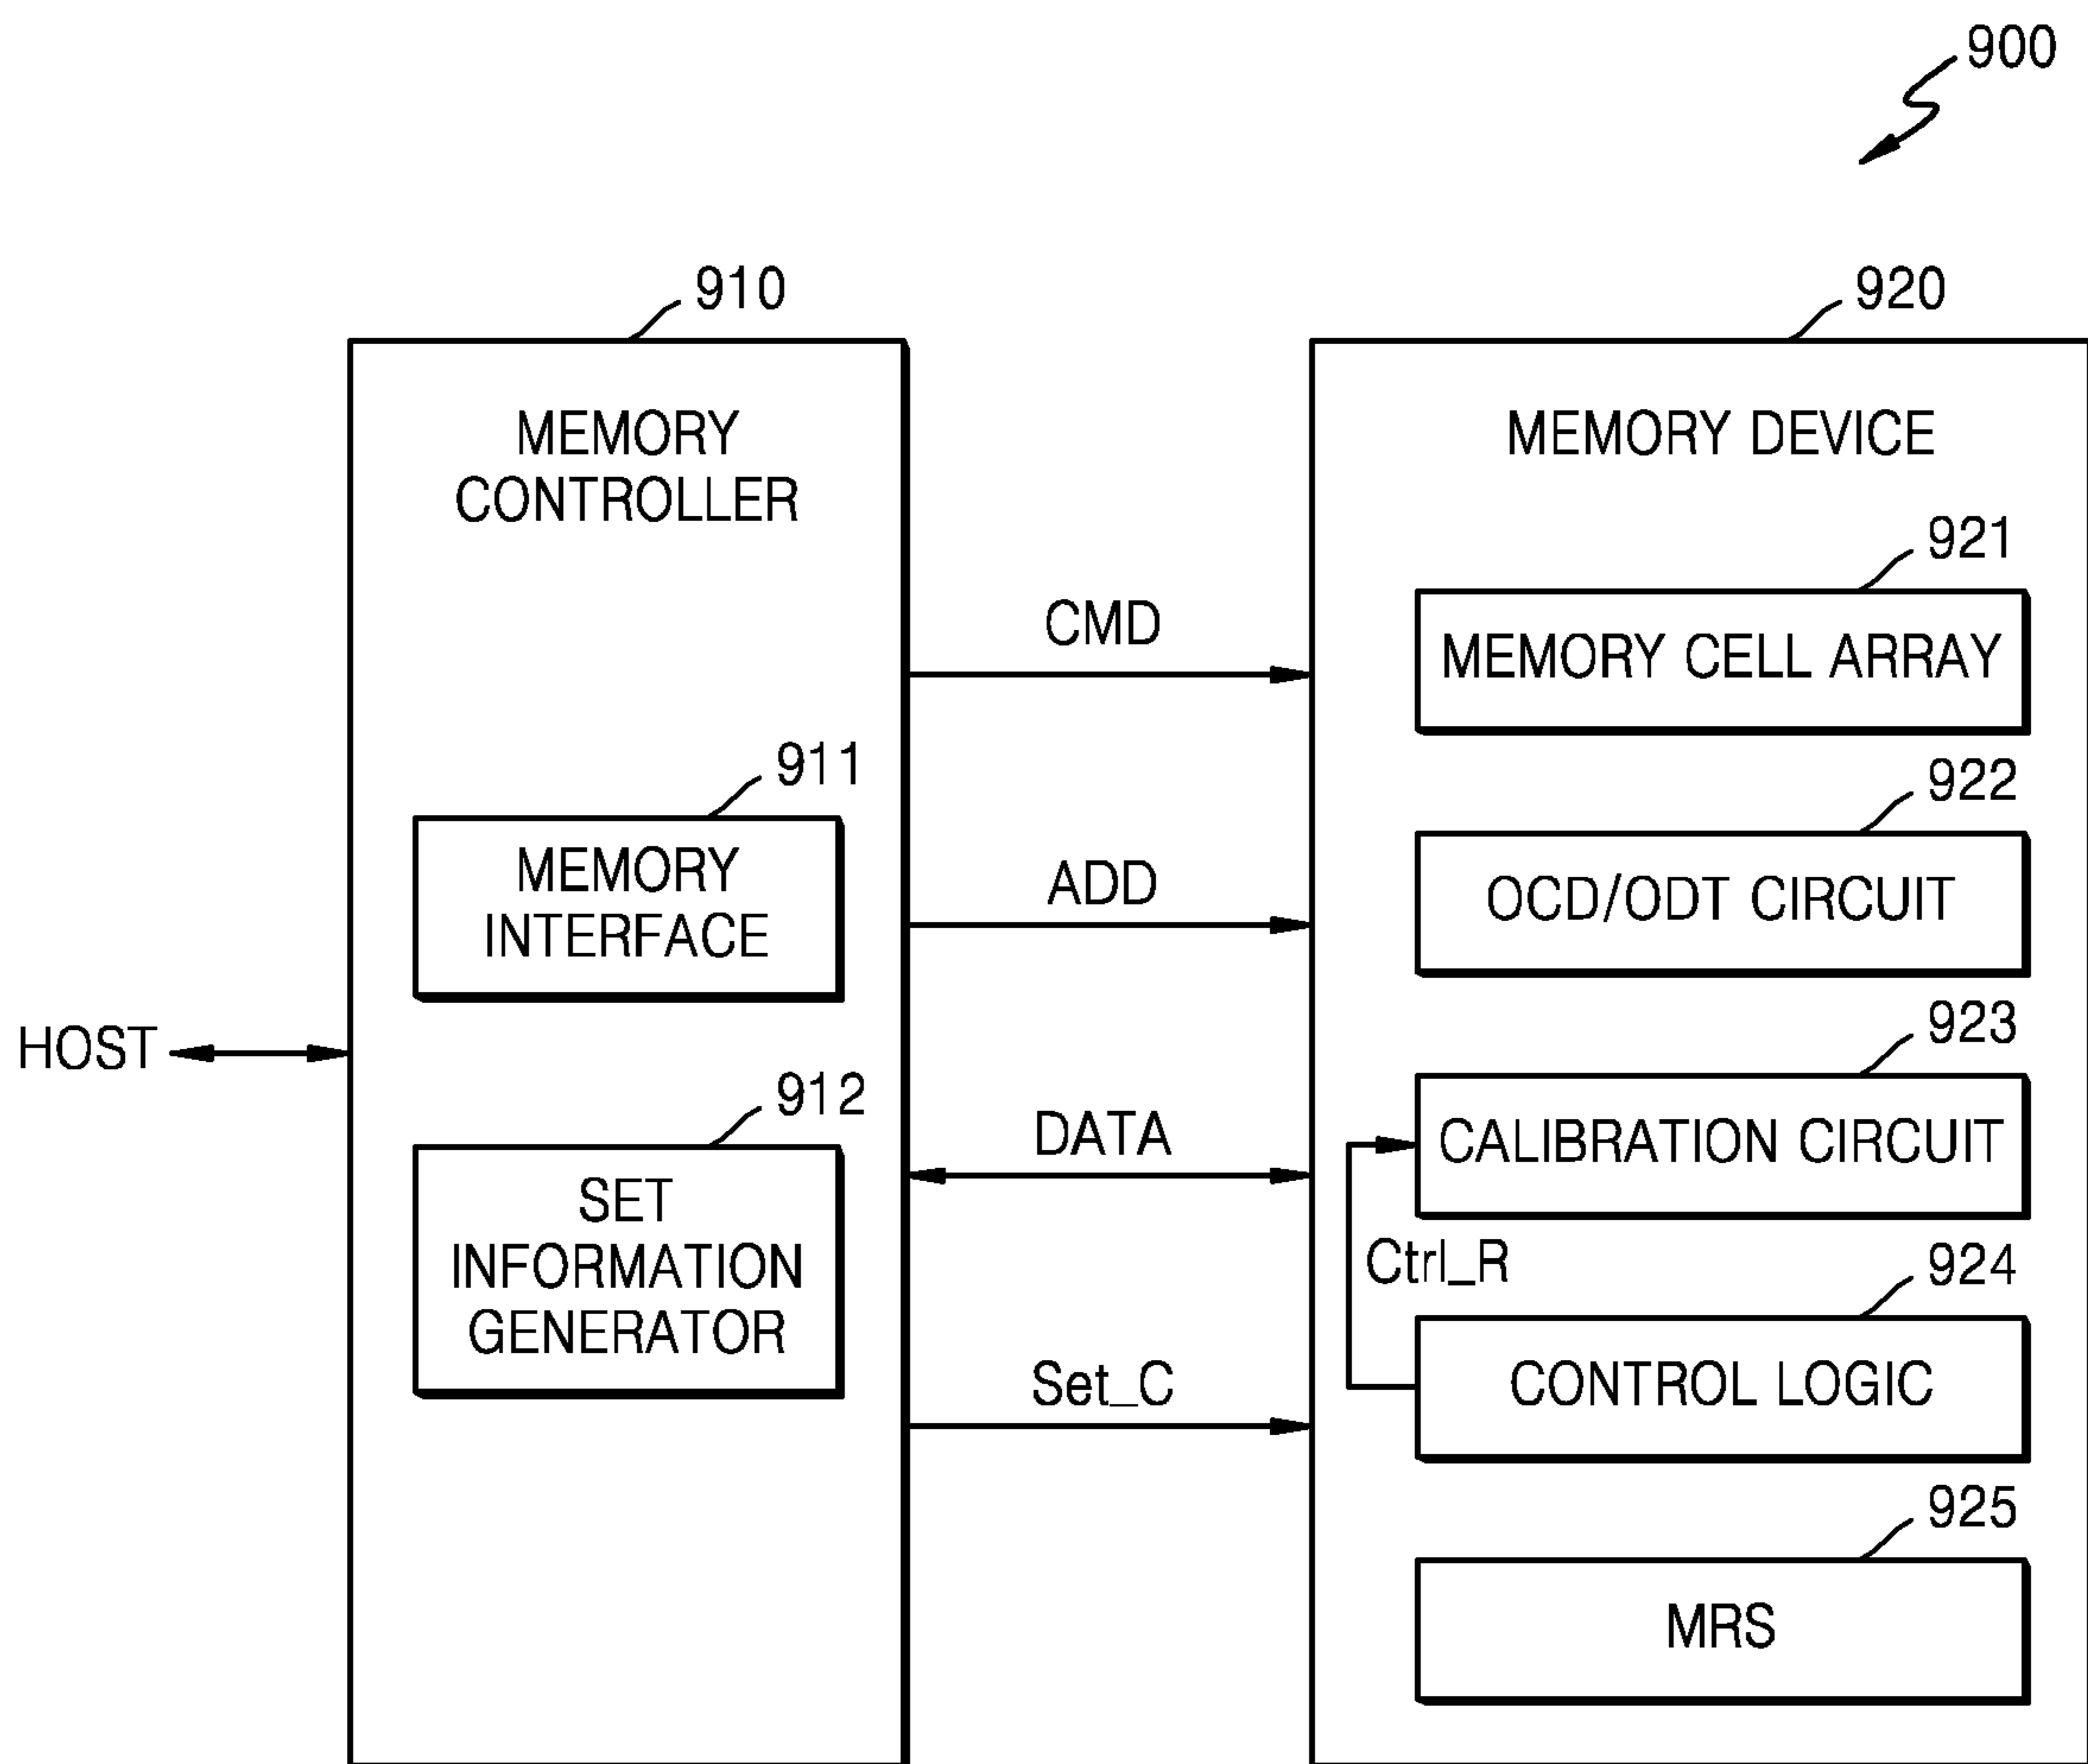 900
910
920
MEMORY
CONTROLLER
MEMORY DEVICE
921
CMD
MEMORY CELL ARRAY
911
922
MEMORY
INTERFACE
ADD
OCD/ODT CIRCUIT
HOST
923
912
DATA
CALIBRATION CIRCUIT
SET
INFORMATION
GENERATOR
Ctrl_R
924
Set_C
CONTROL LOGIC
925
MRS